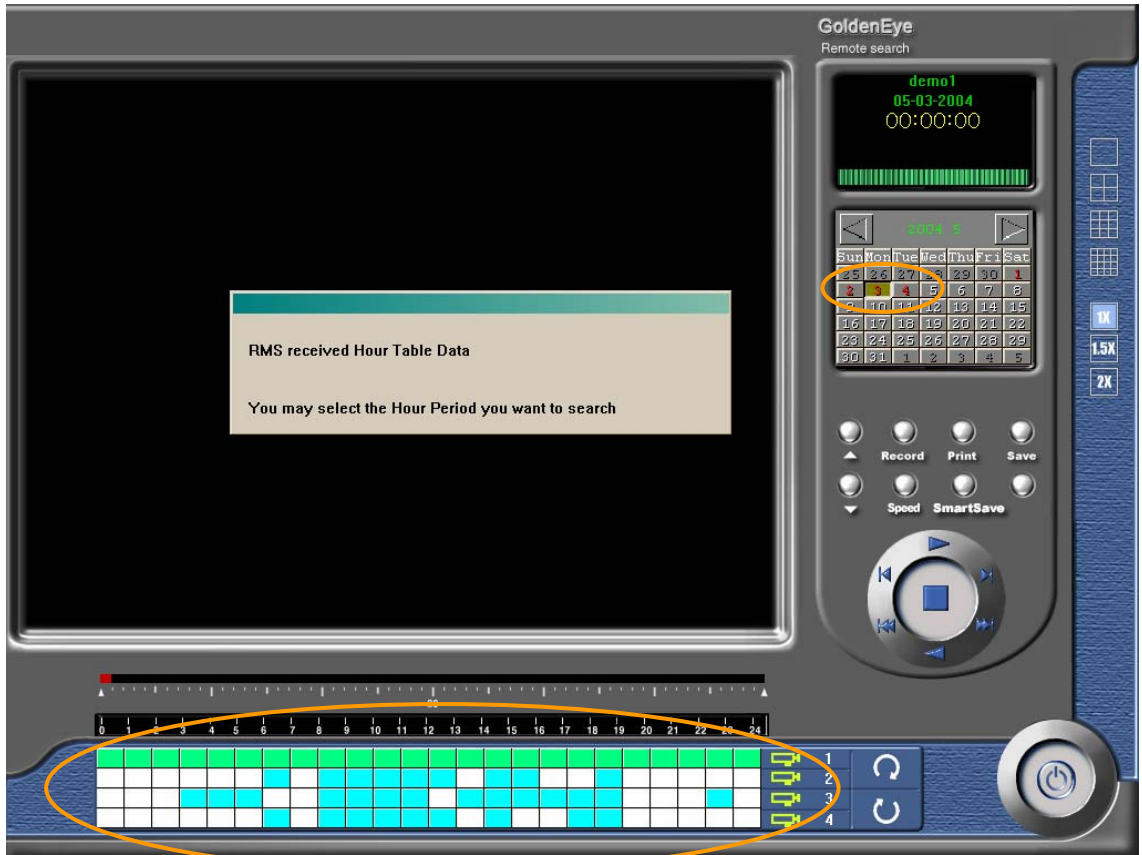 GoldenEye
Remote search
demo1
05-03-2004
00:00:00
2004 5
Sun Mon Tue Wed Thu Fri Sat
25 26 27 28 29 30 1
2 3 4 5 6 7 8
9 10 11 12 13 14 15
16 17 18 19 20 21 22
23 24 25 26 27 28 29
30 31 1 2 3 4 5
1X
1.5X
2X
RMS received Hour Table Data
You may select the Hour Period you want to search
Record Print Save
Speed SmartSave
0 1 2 3 4 5 6 7 8 9 10 11 12 13 14 15 16 17 18 19 20 21 22 23 24
1
2
3
4